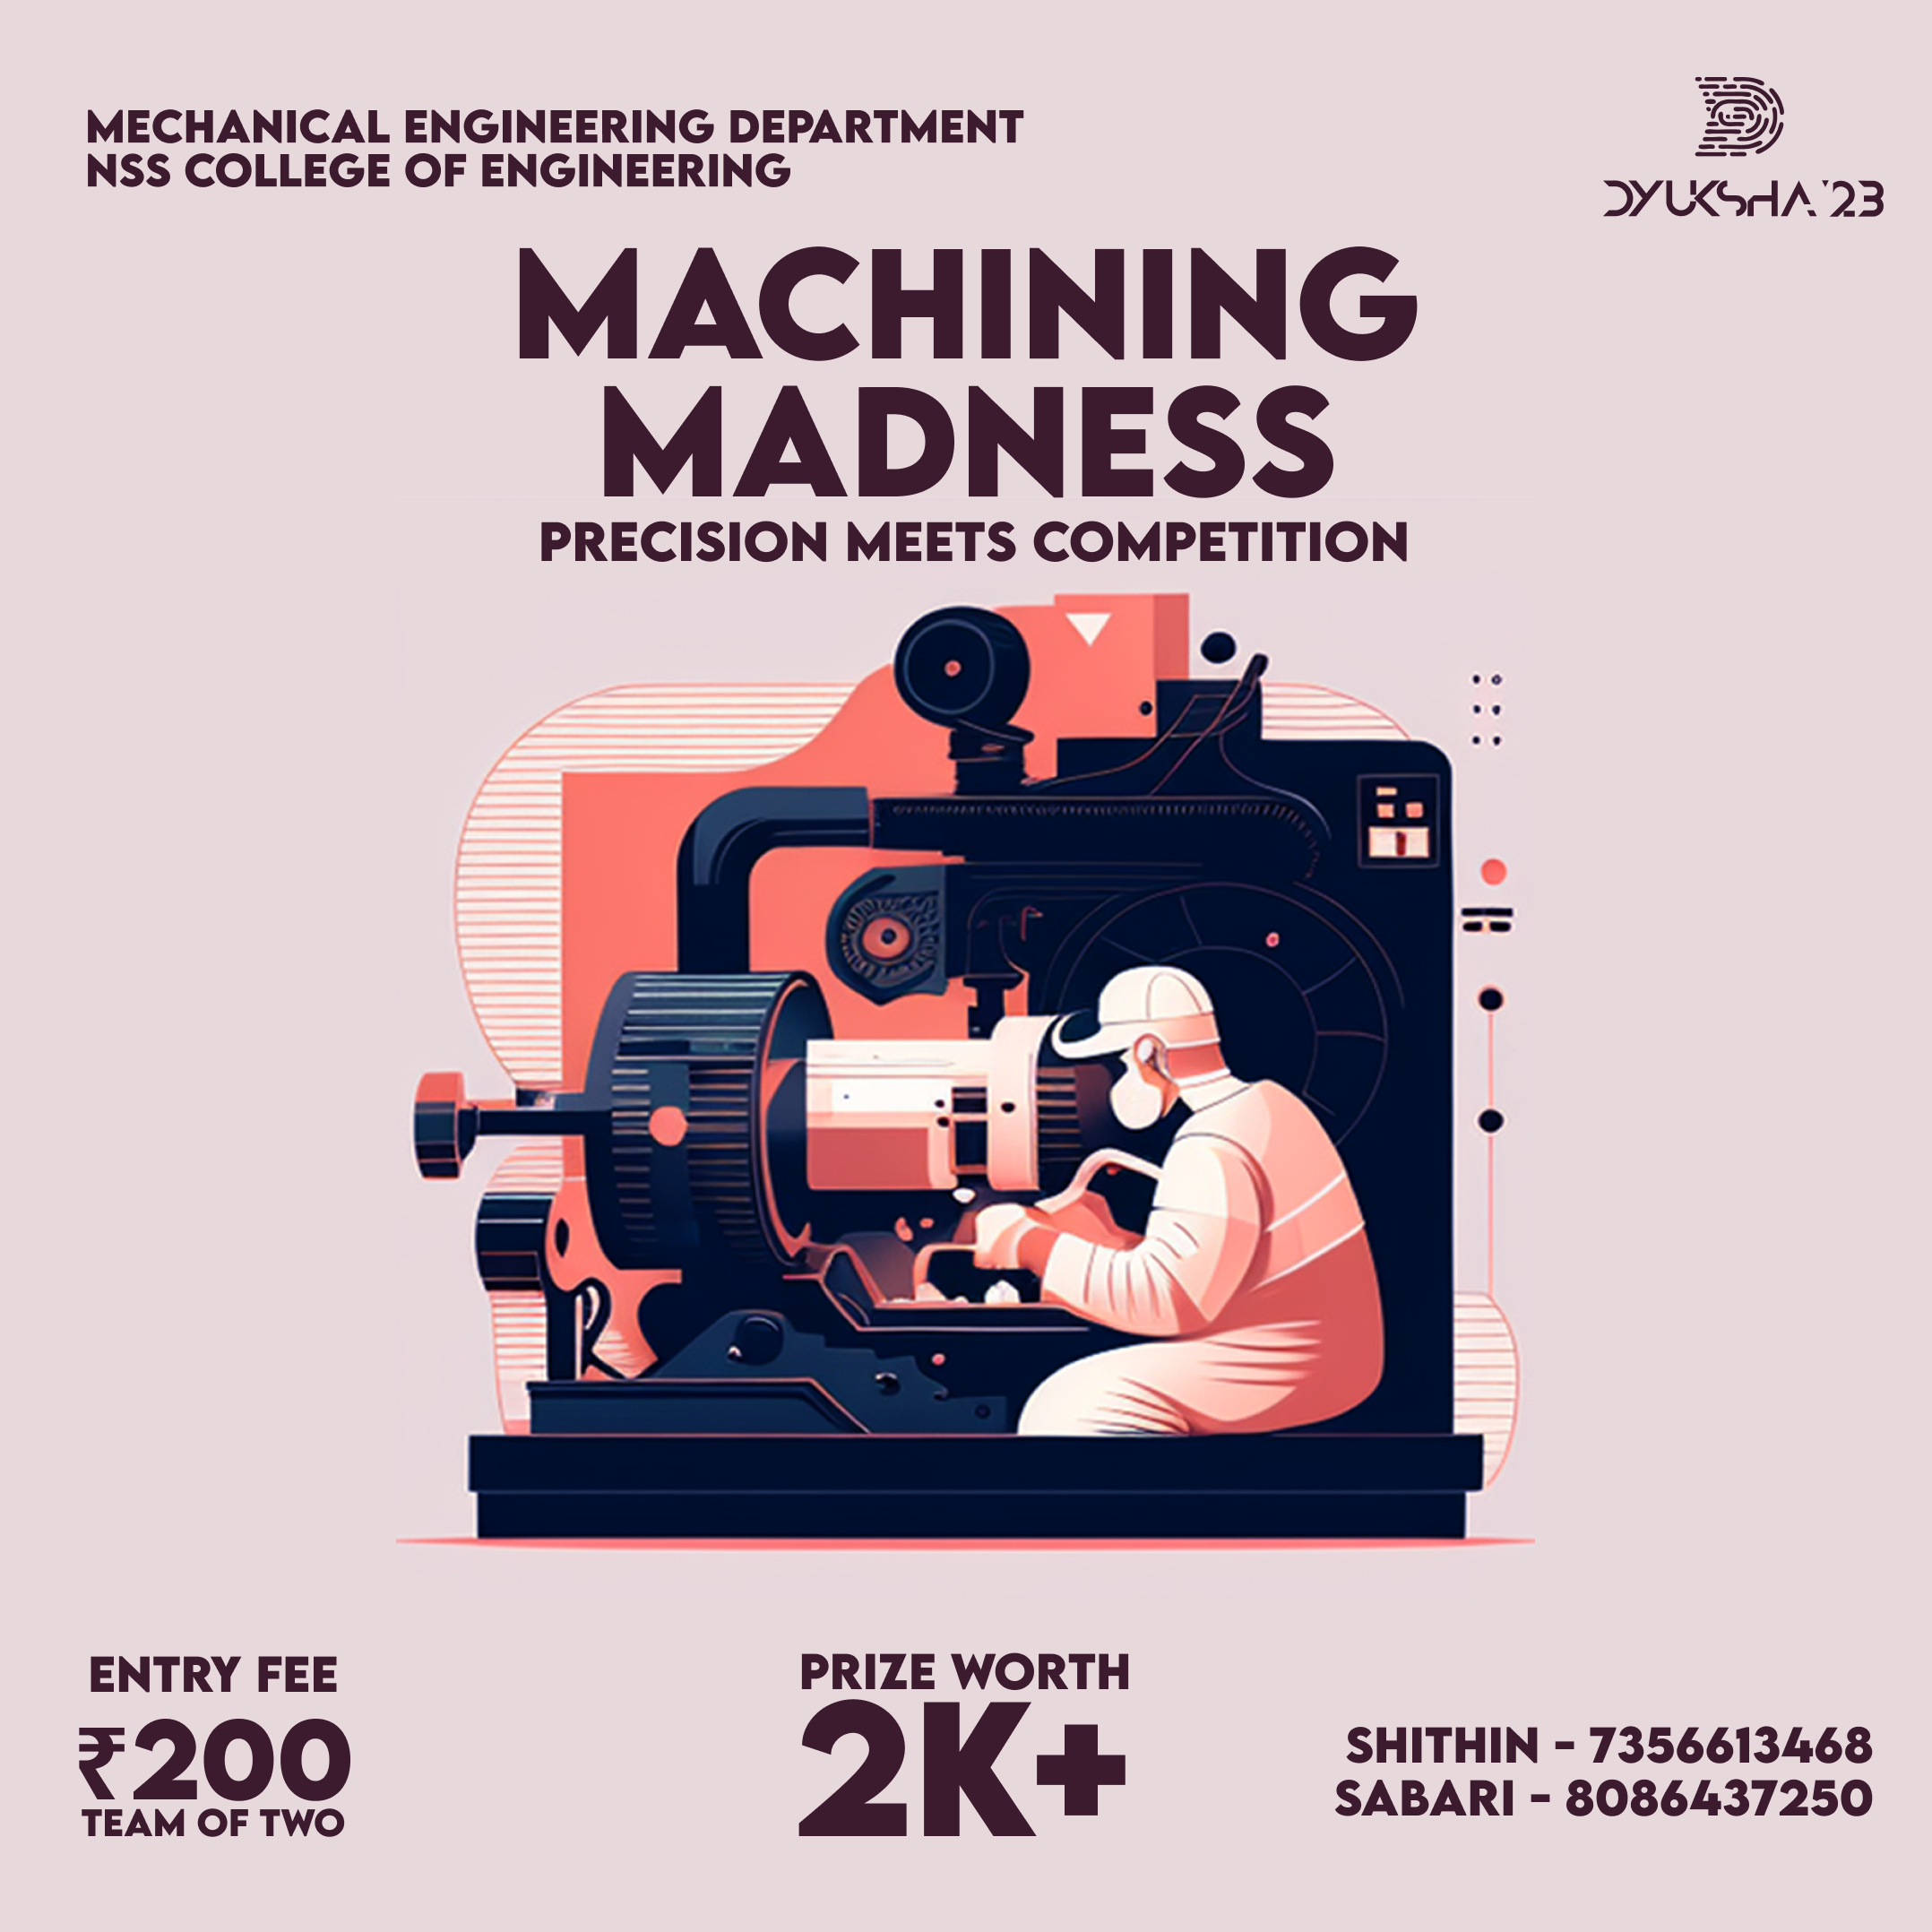 MECHANICAL ENGINEERING DEPARTMENT
NSS COLLEGE OF ENGINEERING
DYUKSHA '23
MACHINING
MADNESS
PRECISION MEETS COMPETITION
ENTRY FEE
₹200
TEAM OF TWO
PRIZE WORTH
2K+
SHITHIN - 7356613468
SABARI - 8086437250